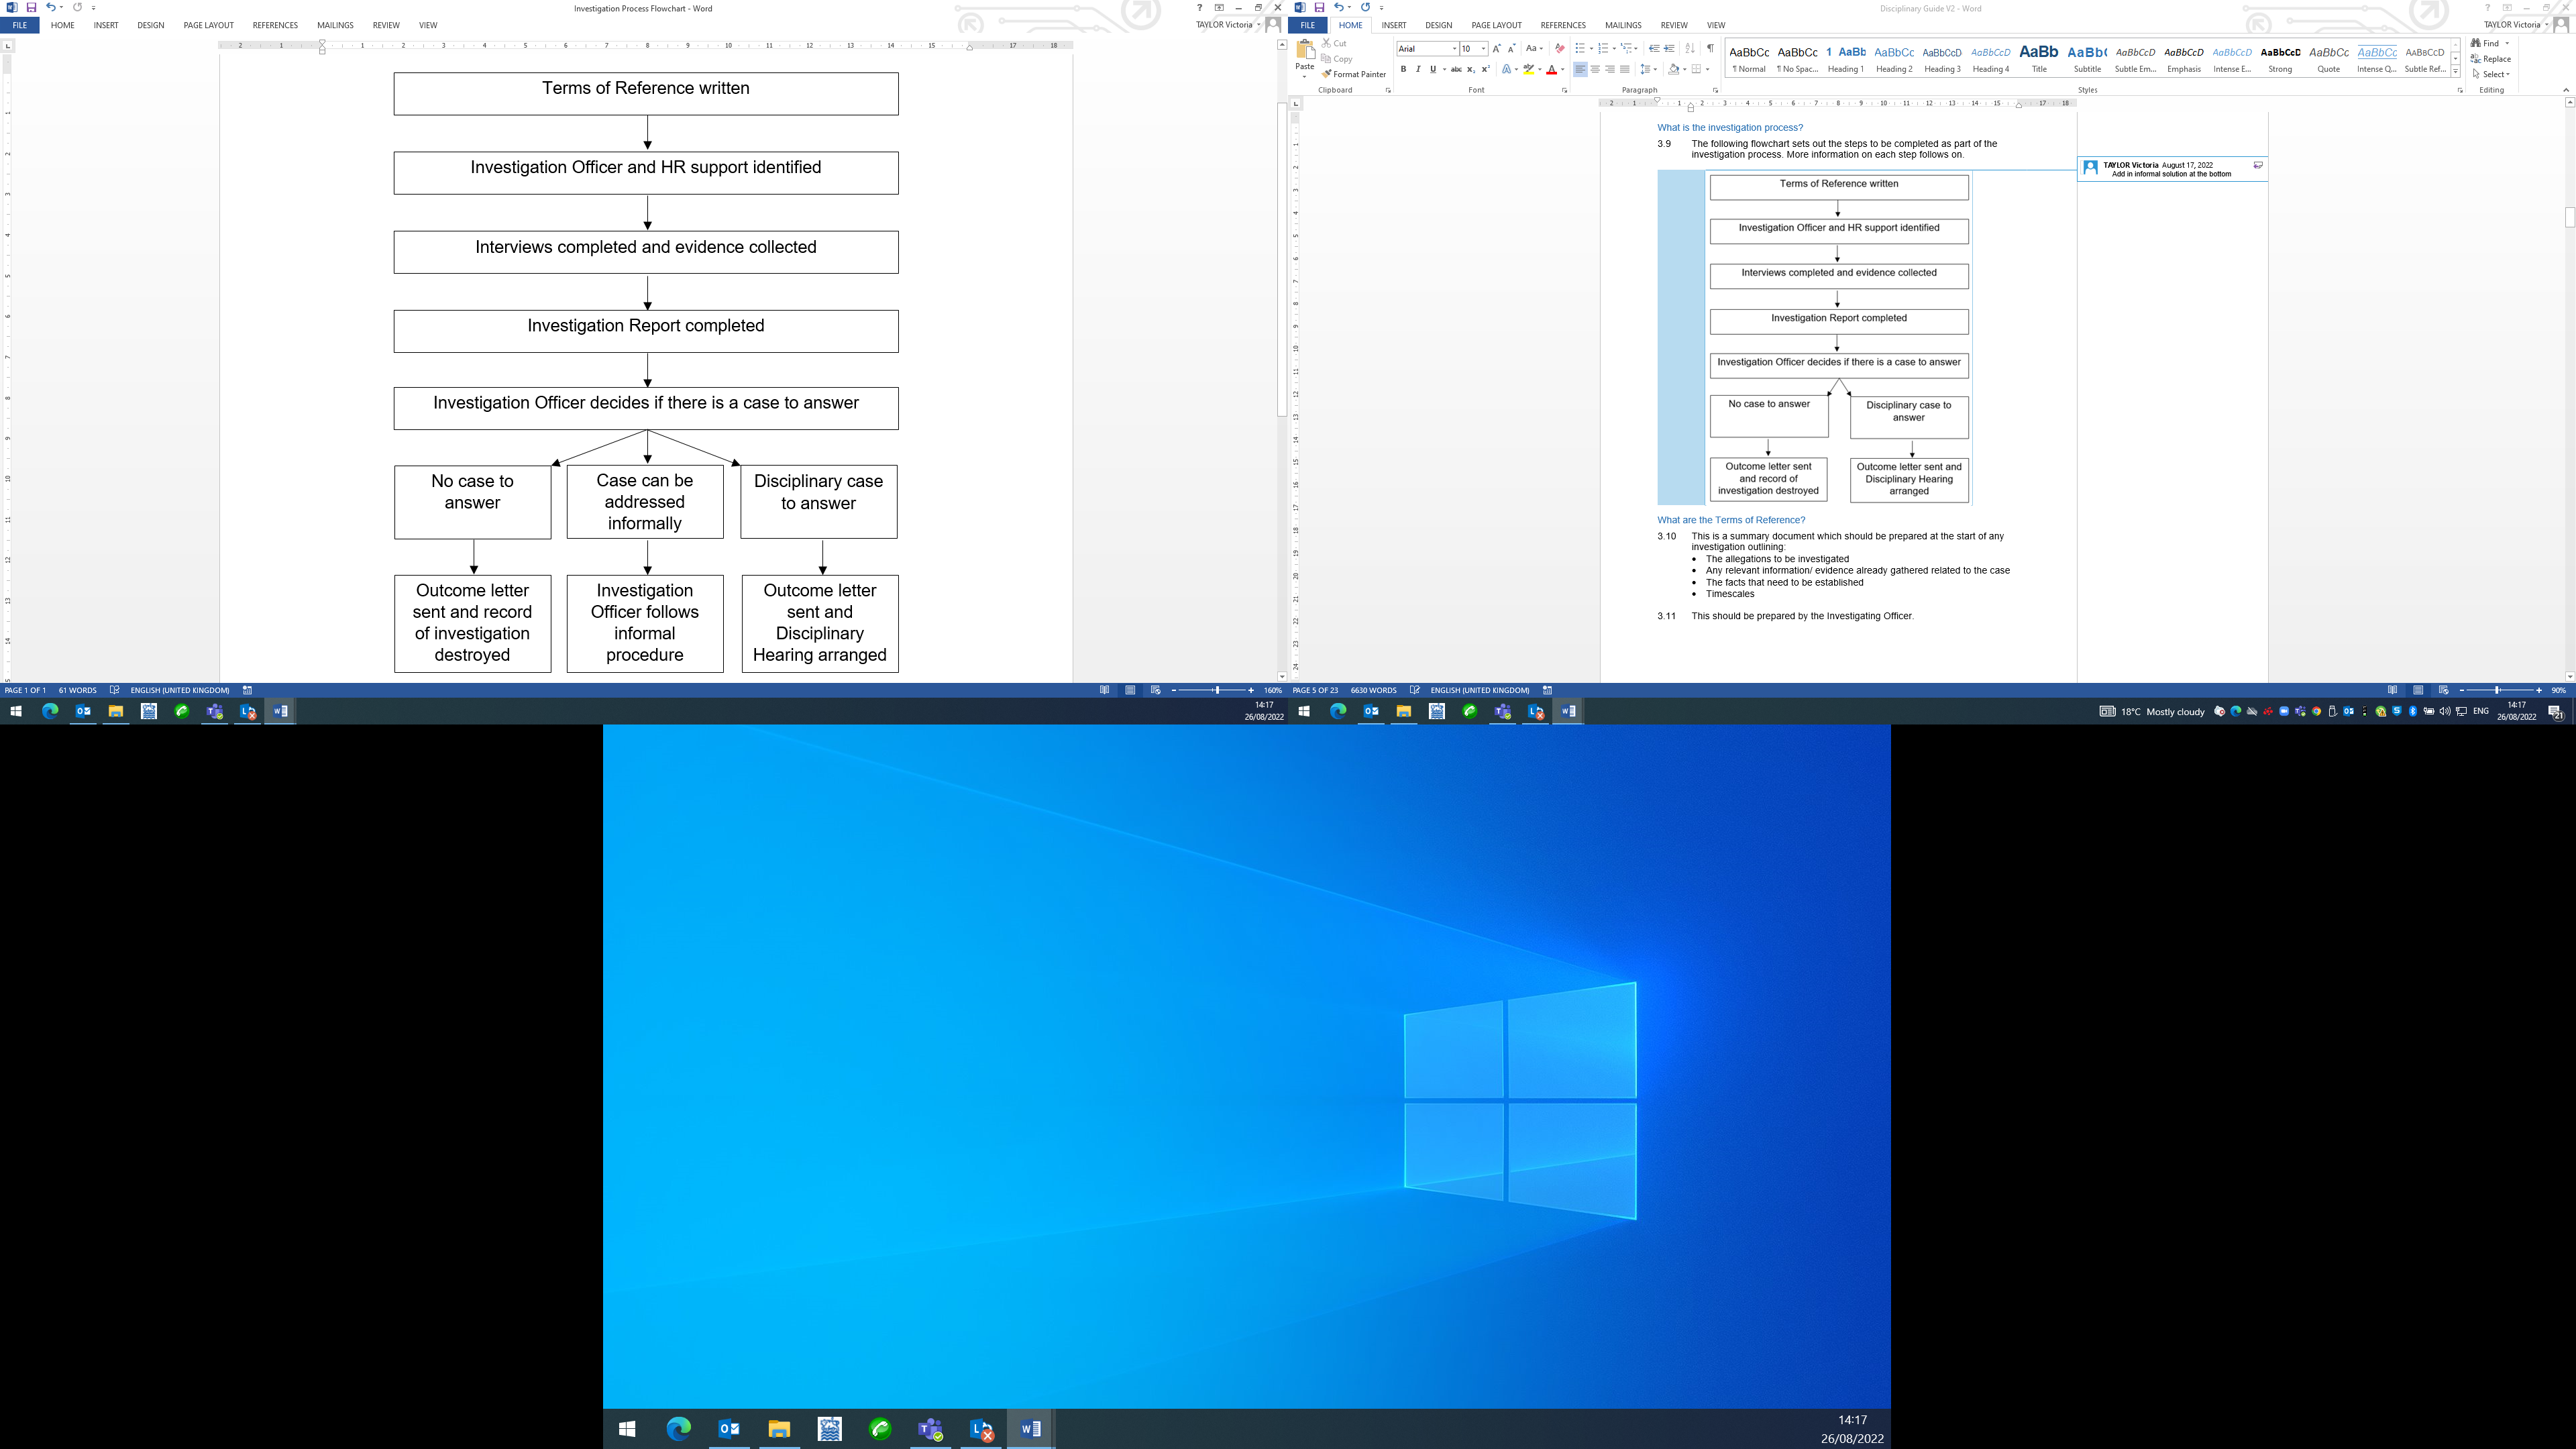 Investigation Process Flowchart - Word
FILE HOME INSERT DESIGN PAGE LAYOUT REFERENCES MAILINGS REVIEW VIEW
TAYLOR Victoria
Terms of Reference written
Investigation Officer and HR support identified
Interviews completed and evidence collected
Investigation Report completed
Investigation Officer decides if there is a case to answer
No case to
answer
Case can be
addressed
informally
Disciplinary case
to answer
Outcome letter
sent and record
of investigation
destroyed
Investigation
Officer follows
informal
procedure
Outcome letter
sent and
Disciplinary
Hearing arranged
PAGE 1 OF 1 61 WORDS ENGLISH (UNITED KINGDOM) 160%
14:17
26/08/2022
Disciplinary Guide V2 - Word
FILE HOME INSERT DESIGN PAGE LAYOUT REFERENCES MAILINGS REVIEW VIEW
TAYLOR Victoria
Paste
Cut
Copy
Format Painter
Clipboard
Arial 10
Font
Paragraph
¶ Normal
¶ No Spac...
Heading 1
Heading 2
Heading 3
Heading 4
Title
Subtitle
Subtle Em...
Emphasis
Intense E...
Strong
Quote
Intense Q...
Subtle Ref...
Styles
Find
Replace
Select
Editing
What is the investigation process?
3.9 The following flowchart sets out the steps to be completed as part of the
investigation process. More information on each step follows on.
TAYLOR Victoria August 17, 2022
Add in informal solution at the bottom
Terms of Reference written
Investigation Officer and HR support identified
Interviews completed and evidence collected
Investigation Report completed
Investigation Officer decides if there is a case to answer
No case to answer
Disciplinary case to
answer
Outcome letter sent
and record of
investigation destroyed
Outcome letter sent and
Disciplinary Hearing
arranged
What are the Terms of Reference?
3.10 This is a summary document which should be prepared at the start of any
investigation outlining:
• The allegations to be investigated
• Any relevant information/ evidence already gathered related to the case
• The facts that need to be established
• Timescales
3.11 This should be prepared by the Investigating Officer.
PAGE 5 OF 23 6630 WORDS ENGLISH (UNITED KINGDOM) 90%
18°C Mostly cloudy
ENG
14:17
26/08/2022
21
14:17
26/08/2022